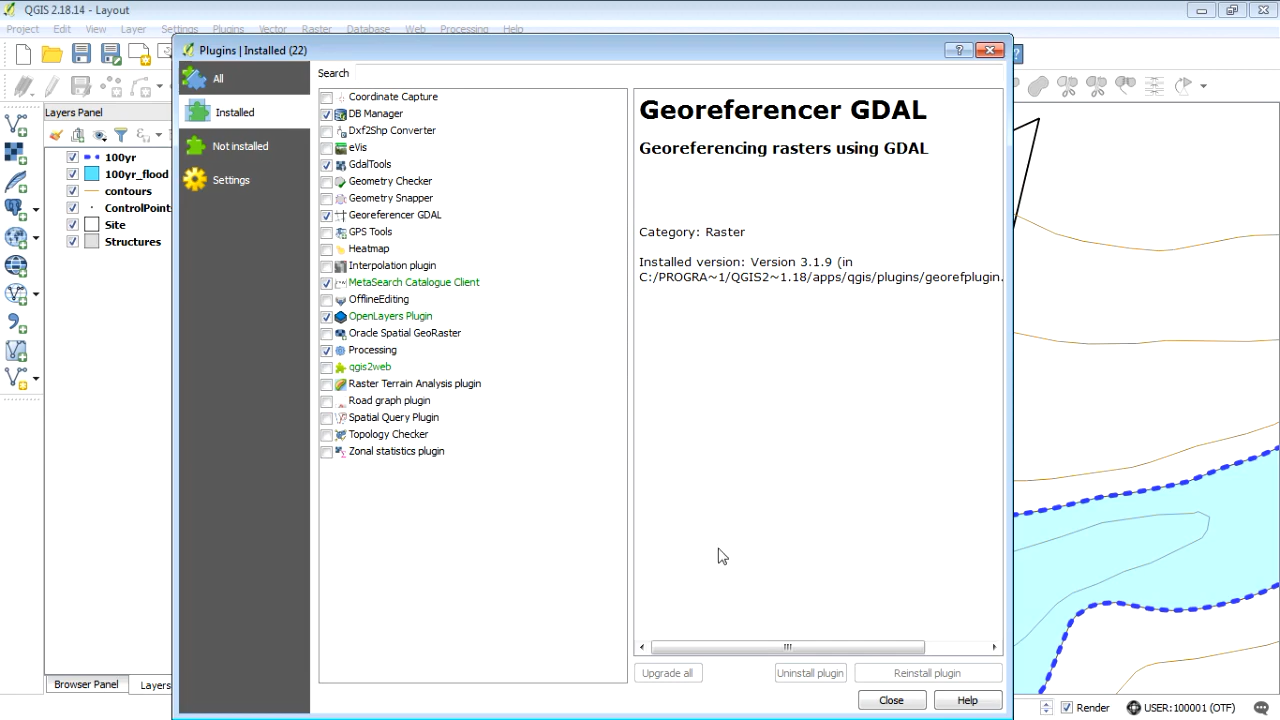 QGIS 2.18.14 - Layout
Project Edit View Layer Settings Plugins Vector Raster Database Web Processing Help
Plugins | Installed (22)
All
Installed
Not installed
Settings
Search
Coordinate Capture
DB Manager
Dxf2Shp Converter
eVis
GdalTools
Geometry Checker
Geometry Snapper
Georeferencer GDAL
GPS Tools
Heatmap
Interpolation plugin
MetaSearch Catalogue Client
OfflineEditing
OpenLayers Plugin
Oracle Spatial GeoRaster
Processing
qgis2web
Raster Terrain Analysis plugin
Road graph plugin
Spatial Query Plugin
Topology Checker
Zonal statistics plugin
Georeferencer GDAL
Georeferencing rasters using GDAL
Category: Raster
Installed version: Version 3.1.9 (in
C:/PROGRA~1/QGIS2~1.18/apps/qgis/plugins/georefplugin.
Upgrade all
Uninstall plugin
Reinstall plugin
Close
Help
Layers Panel
100yr
100yr_flood
contours
ControlPoint
Site
Structures
Browser Panel
Layers
Render
USER:100001 (OTF)